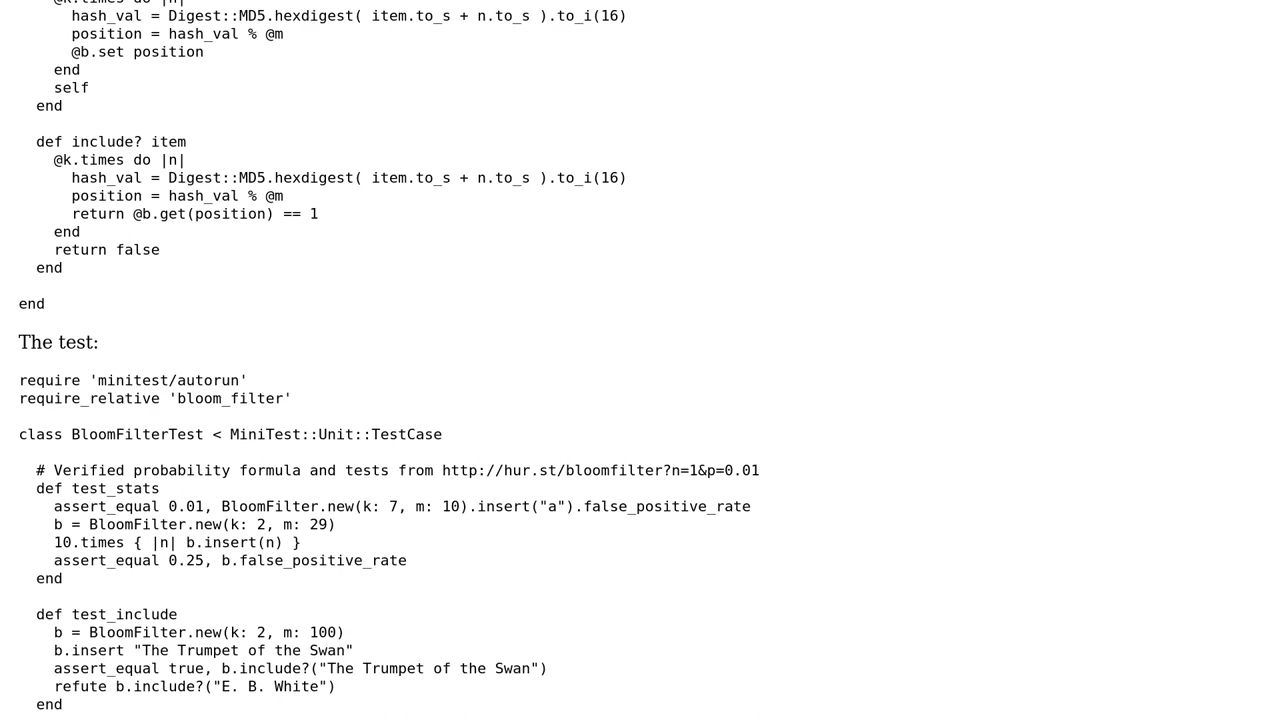 @k.times do |n|
hash_val = Digest::MD5.hexdigest( item.to_s + n.to_s ).to_i(16)
position = hash_val % @m
@b.set position
end
self
end
def include? item
@k.times do |n|
hash_val = Digest::MD5.hexdigest( item.to_s + n.to_s ).to_i(16)
position = hash_val % @m
return @b.get(position) == 1
end
return false
end
end
The test:
require 'minitest/autorun'
require_relative 'bloom_filter'
class BloomFilterTest < MiniTest::Unit::TestCase
# Verified probability formula and tests from http://hur.st/bloomfilter?n=1&p=0.01
def test_stats
assert_equal 0.01, BloomFilter.new(k: 7, m: 10).insert("a").false_positive_rate
b = BloomFilter.new(k: 2, m: 29)
10.times { |n| b.insert(n) }
assert_equal 0.25, b.false_positive_rate
end
def test_include
b = BloomFilter.new(k: 2, m: 100)
b.insert "The Trumpet of the Swan"
assert_equal true, b.include?("The Trumpet of the Swan")
refute b.include?("E. B. White")
end